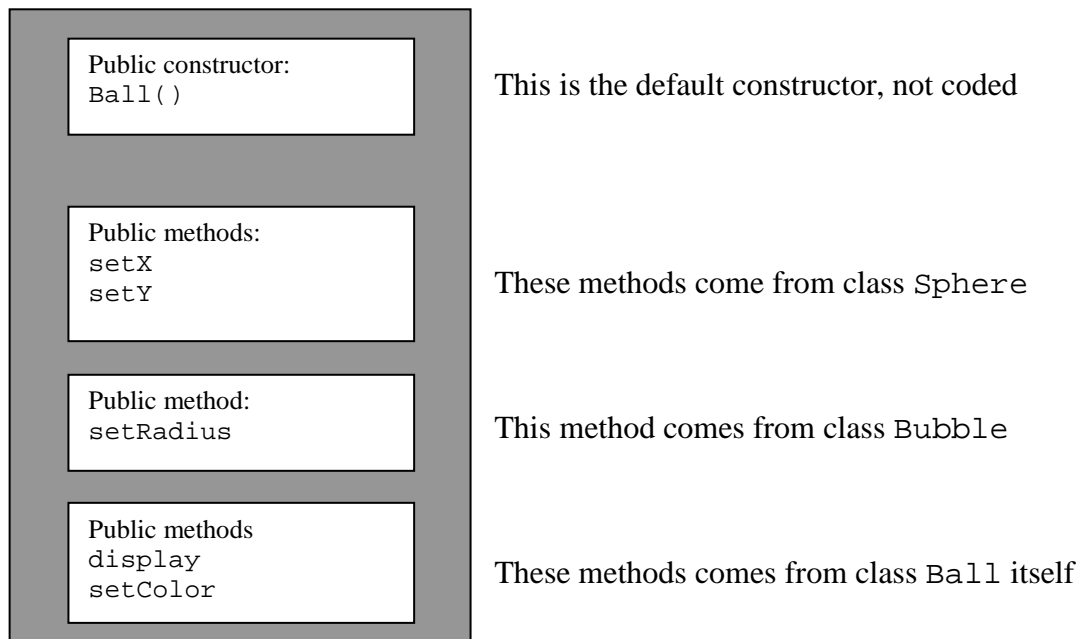 Public constructor:
Ball()
This is the default constructor, not coded
Public methods:
setX
setY
These methods come from class Sphere
Public method:
setRadius
This method comes from class Bubble
Public methods
display
setColor
These methods comes from class Ball itself